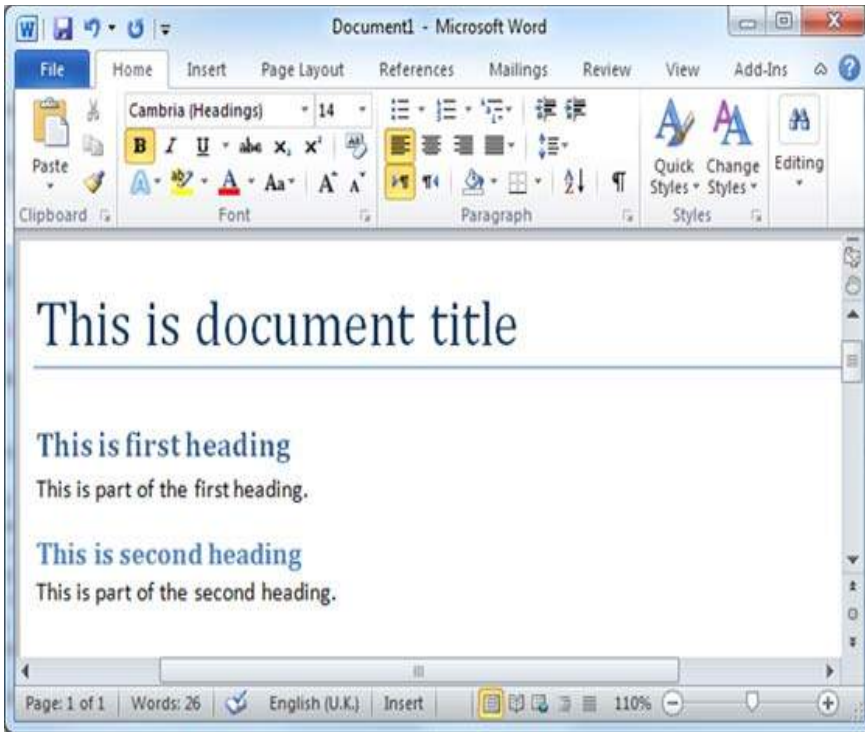 Document1 - Microsoft Word
File Home Insert Page Layout References Mailings Review View Add-Ins
Cambria (Headings) 14
B I U abe X, x² Aa A A
Paste Quick Styles Change Styles Editing
Clipboard Font Paragraph Styles
This is document title
This is first heading
This is part of the first heading.
This is second heading
This is part of the second heading.
Page: 1 of 1 Words: 26 English (U.K.) Insert 110%